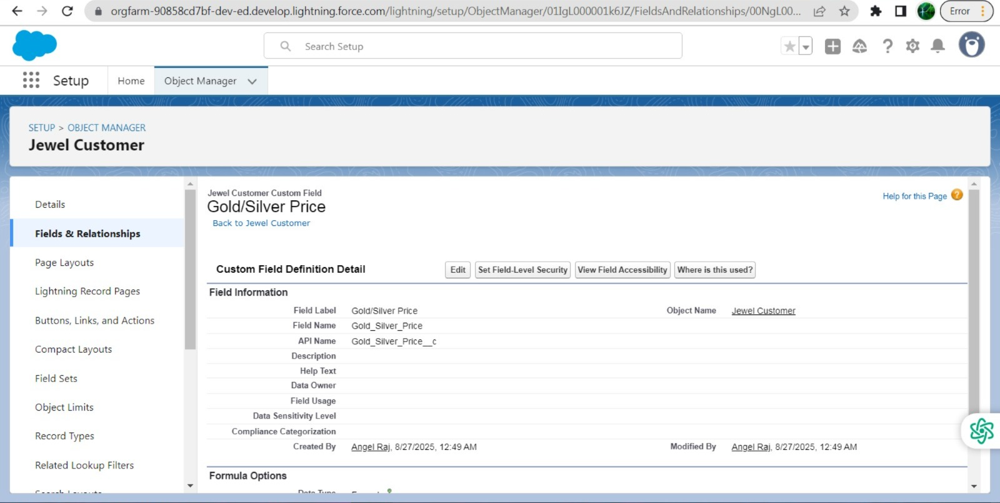 orgfarm-90858cd7bf-dev-ed.develop.lightning.force.com/lightning/setup/ObjectManager/01IgL000001k6JZ/FieldsAndRelationships/00NgL00...
Error
Search Setup
Setup
Home
Object Manager
SETUP > OBJECT MANAGER
Jewel Customer
Details
Fields & Relationships
Page Layouts
Lightning Record Pages
Buttons, Links, and Actions
Compact Layouts
Field Sets
Object Limits
Record Types
Related Lookup Filters
Jewel Customer Custom Field
Gold/Silver Price
Back to Jewel Customer
Help for this Page
Custom Field Definition Detail
Edit
Set Field-Level Security
View Field Accessibility
Where is this used?
Field Information
Field Label Gold/Silver Price Object Name Jewel Customer
Field Name Gold_Silver_Price
API Name Gold_Silver_Price__c
Description
Help Text
Data Owner
Field Usage
Data Sensitivity Level
Compliance Categorization
Created By Angel Raj, 8/27/2025, 12:49 AM Modified By Angel Raj, 8/27/2025, 12:49 AM
Formula Options
Data Type